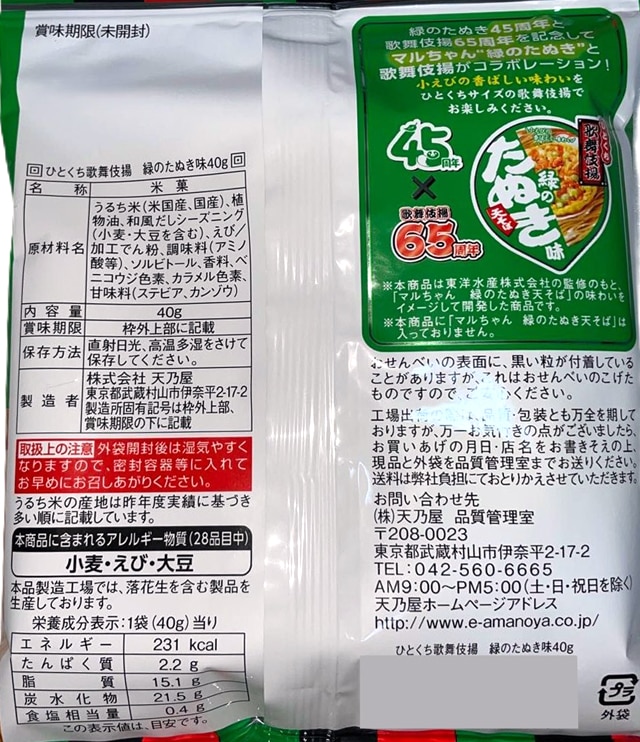 賞味期限(未開封)
回ひとくち歌舞伎揚 緑のたぬき味40g回
名称 米菓
原材料名 うるち米(米国産、国産)、植
物油、和風だしシーズニング
(小麦・大豆を含む)、えび/
加工でん粉、調味料(アミノ
酸等)、ソルビトール、香料、ベ
ニコウジ色素、カラメル色素、
甘味料(ステビア、カンゾウ)
内容量 40g
賞味期限 枠外上部に記載
保存方法 直射日光、高温多湿をさけて
保存してください。
製造者 株式会社 天乃屋
東京都武蔵村山市伊奈平2-17-2
製造所固有記号は枠外上部、
賞味期限の下に記載
取扱上の注意 外袋開封後は湿気やすく
なりますので、密封容器等に入れて
お早めにお召しあがりください。
うるち米の産地は昨年度実績に基づき
多い順に記載しています。
本商品に含まれるアレルギー物質(28品目中)
小麦・えび・大豆
本品製造工場では、落花生を含む製品を
生産しております。
栄養成分表示:1袋(40g)当り
エネルギー 231 kcal
たんぱく質 2.2 g
脂質 15.1 g
炭水化物 21.5 g
食塩相当量 0.4 g
この表示値は、目安です。
緑のたぬき45周年と
歌舞伎揚65周年を記念して
マルちゃん"緑のたぬき"と
歌舞伎揚がコラボレーション!
小えびの香ばしい味わいを
ひとくちサイズの歌舞伎揚で
お楽しみください。
45周年
×
歌舞伎揚
65周年
ひとくち
歌舞伎揚
緑の
たぬき
天そば
味
※本商品は東洋水産株式会社の監修のもと、
「マルちゃん 緑のたぬき天そば」の味わいを
イメージして開発した商品です。
※本商品に「マルちゃん 緑のたぬき天そば」は
入っておりません。
おせんべいの表面に、黒い粒が付着している
ことがありますが、これはおせんべいのこげた
ものですので、ご ください。
工場出 ・包装とも万全を期して
おりますが、万一お気付きの点がございましたら、
お買いあげの月日・店名をお書きそえの上、
現品と外袋を品質管理室までお送りください。
送料は弊社負担にておとりかえさせていただきます。
お問い合わせ先
(株)天乃屋 品質管理室
〒208-0023
東京都武蔵村山市伊奈平2-17-2
TEL:042-560-6665
AM9:00~PM5:00(土・日・祝日を除く)
天乃屋ホームページアドレス
http://www.e-amanoya.co.jp/
ひとくち歌舞伎揚 緑のたぬき味40g
プラ
外袋